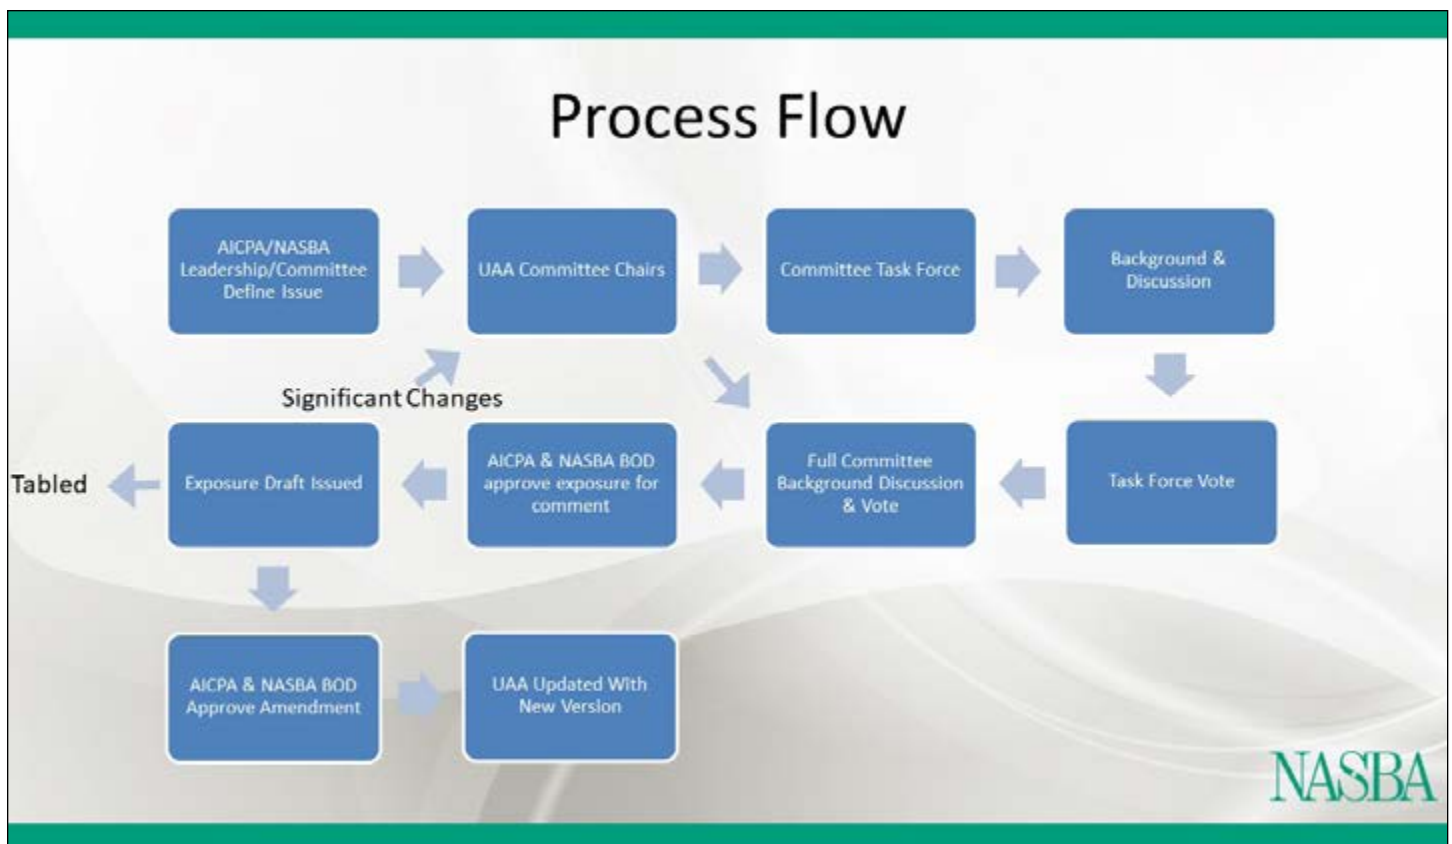 Process Flow
AICPA/NASBA
Leadership/Committee
Define Issue
UAA Committee Chairs
Committee Task Force
Background &
Discussion
Significant Changes
Tabled
Exposure Draft Issued
AICPA & NASBA BOD
approve exposure for
comment
Full Committee
Background Discussion
& Vote
Task Force Vote
AICPA & NASBA BOD
Approve Amendment
UAA Updated With
New Version
NASBA